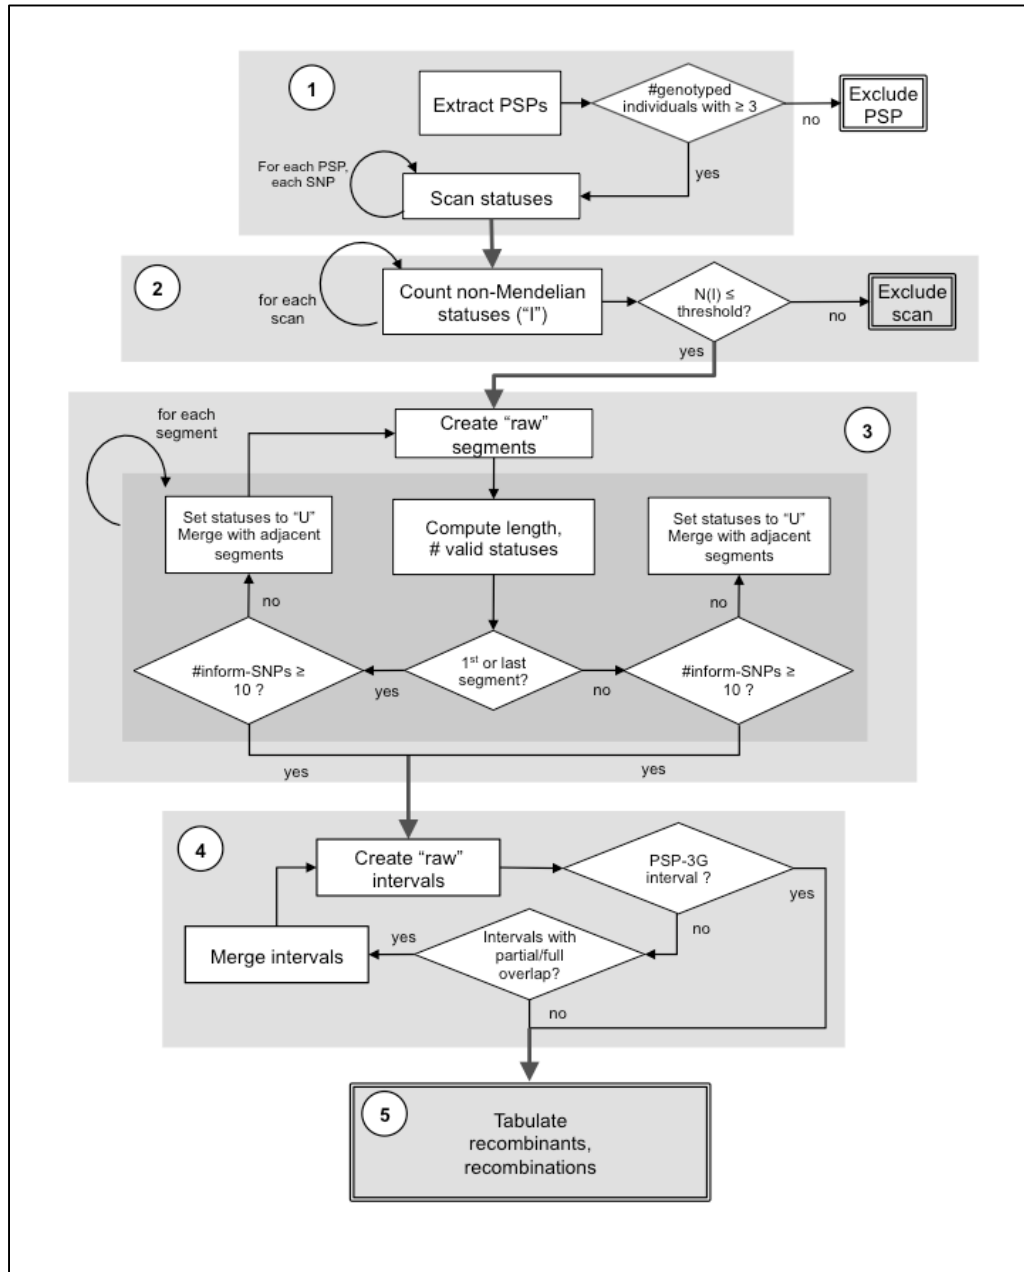 1
Extract PSPs
#genotyped
individuals with ≥ 3
no
Exclude
PSP
yes
For each PSP,
each SNP
Scan statuses
2
for each
scan
Count non-Mendelian
statuses (“I”)
N(I) ≤
threshold?
no
Exclude
scan
yes
for each
segment
Create “raw”
segments
3
Set statuses to “U”
Merge with adjacent
segments
Compute length,
# valid statuses
Set statuses to “U”
Merge with adjacent
segments
no
no
#inform-SNPs ≥
10 ?
yes
1st or last
segment?
no
#inform-SNPs ≥
10 ?
yes
yes
4
Create “raw”
intervals
PSP-3G
interval ?
yes
no
Merge intervals
yes
Intervals with
partial/full
overlap?
no
5
Tabulate
recombinants,
recombinations